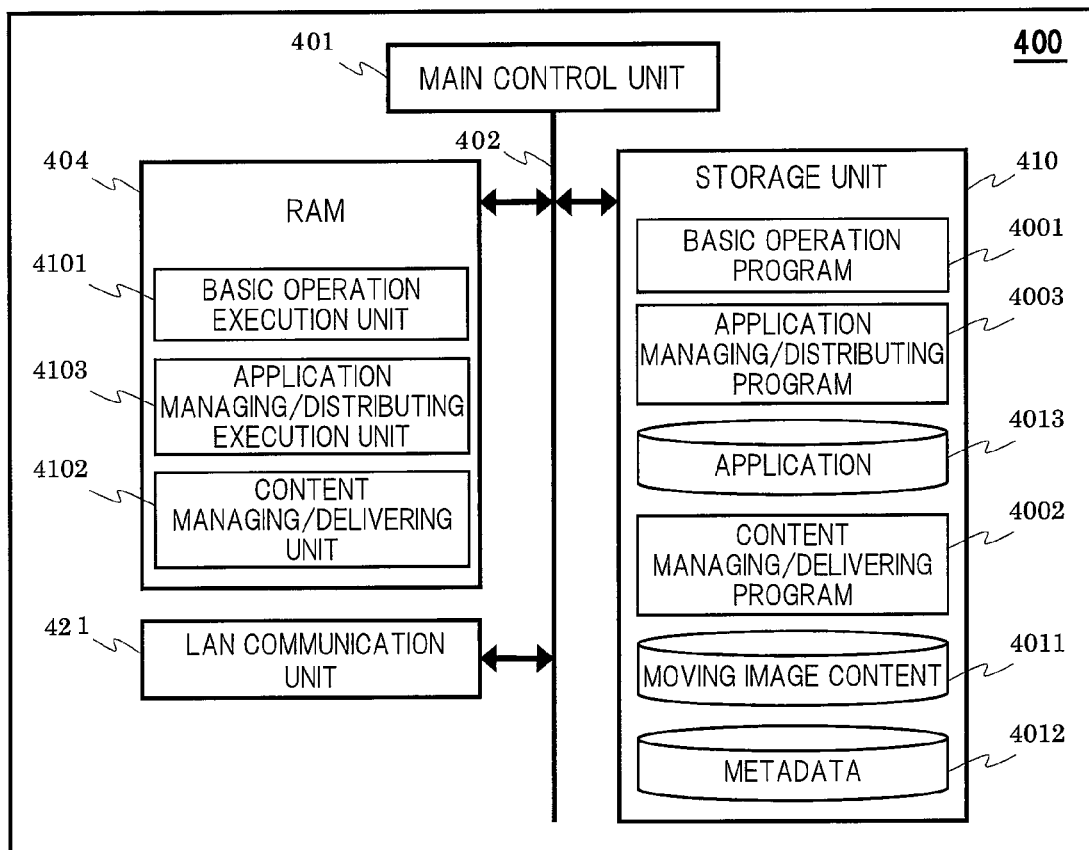 400
401
MAIN CONTROL UNIT
402
404
RAM
4101
BASIC OPERATION
EXECUTION UNIT
4103
APPLICATION
MANAGING/DISTRIBUTING
EXECUTION UNIT
4102
CONTENT
MANAGING/DELIVERING
UNIT
421
LAN COMMUNICATION
UNIT
STORAGE UNIT
410
BASIC OPERATION
PROGRAM
4001
APPLICATION
MANAGING/DISTRIBUTING
PROGRAM
4003
APPLICATION
4013
CONTENT
MANAGING/DELIVERING
PROGRAM
4002
MOVING IMAGE CONTENT
4011
METADATA
4012